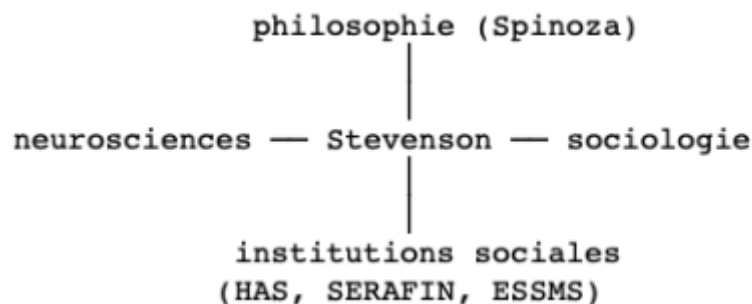 philosophie (Spinoza)
neurosciences — Stevenson — sociologie
institutions sociales
(HAS, SERAFIN, ESSMS)